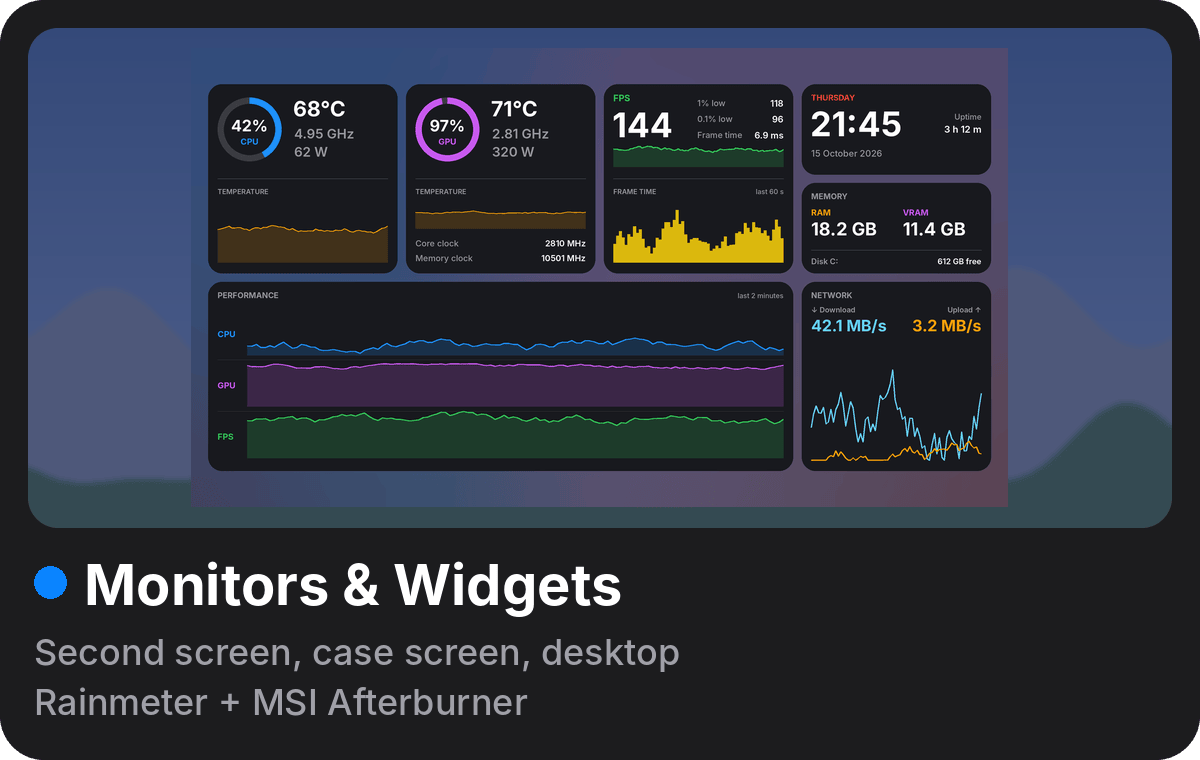 42%
CPU
68°C
4.95 GHz
62 W
TEMPERATURE
97%
GPU
71°C
2.81 GHz
320 W
TEMPERATURE
Core clock 2810 MHz
Memory clock 10501 MHz
FPS
144
1% low 118
0.1% low 96
Frame time 6.9 ms
FRAME TIME last 60 s
THURSDAY
21:45
15 October 2026
Uptime
3 h 12 m
MEMORY
RAM VRAM
18.2 GB 11.4 GB
Disk C: 612 GB free
PERFORMANCE last 2 minutes
CPU
GPU
FPS
NETWORK
↓ Download Upload ↑
42.1 MB/s 3.2 MB/s
Monitors & Widgets
Second screen, case screen, desktop
Rainmeter + MSI Afterburner